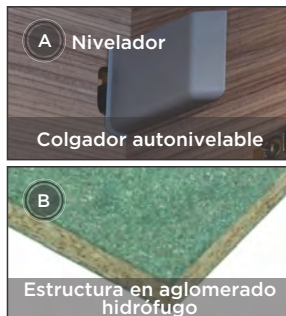 A Nivelador
Colgador autonivelable
B
Estructura en aglomerado
hidrófugo